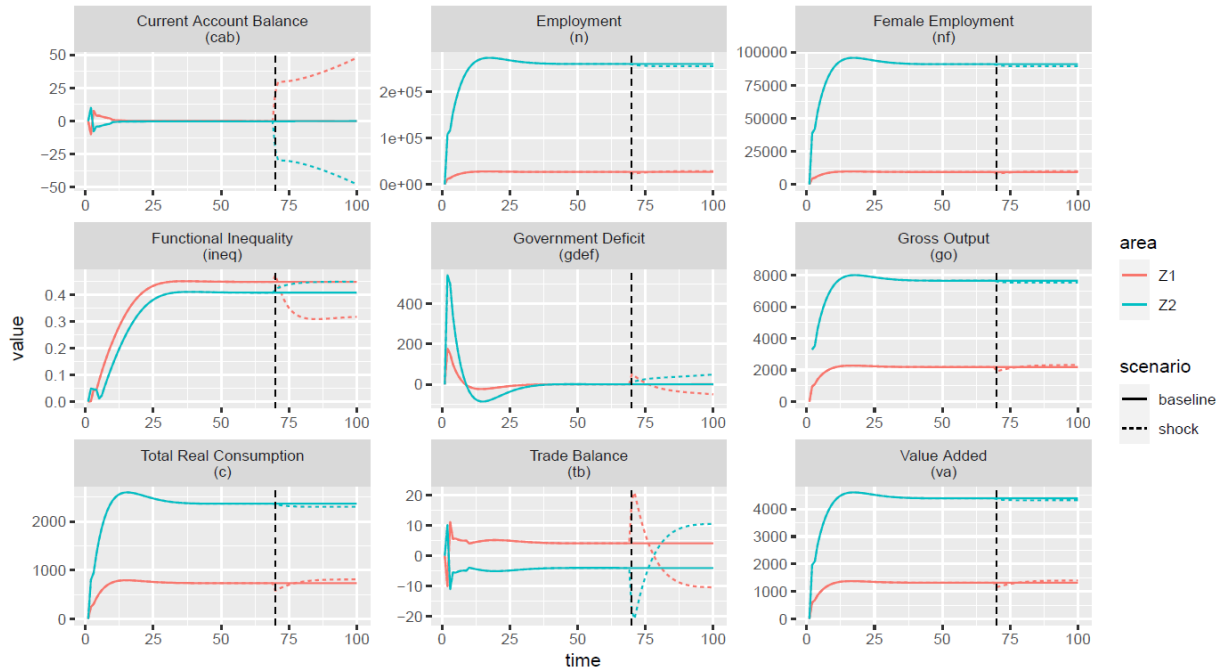 Current Account Balance
(cab)
50
25
0
−25
−50
0
25
50
75
100
Employment
(n)
2e+05
1e+05
0e+00
0
25
50
75
100
Female Employment
(nf)
100000
75000
50000
25000
0
0
25
50
75
100
Functional Inequality
(ineq)
0.4
0.3
0.2
0.1
0.0
0
25
50
75
100
Government Deficit
(gdef)
400
200
0
0
25
50
75
100
Gross Output
(go)
8000
6000
4000
2000
0
0
25
50
75
100
Total Real Consumption
(c)
2000
1000
0
0
25
50
75
100
Trade Balance
(tb)
20
10
0
−10
−20
0
25
50
75
100
Value Added
(va)
4000
3000
2000
1000
0
0
25
50
75
100
value
time
area
Z1
Z2
scenario
baseline
shock